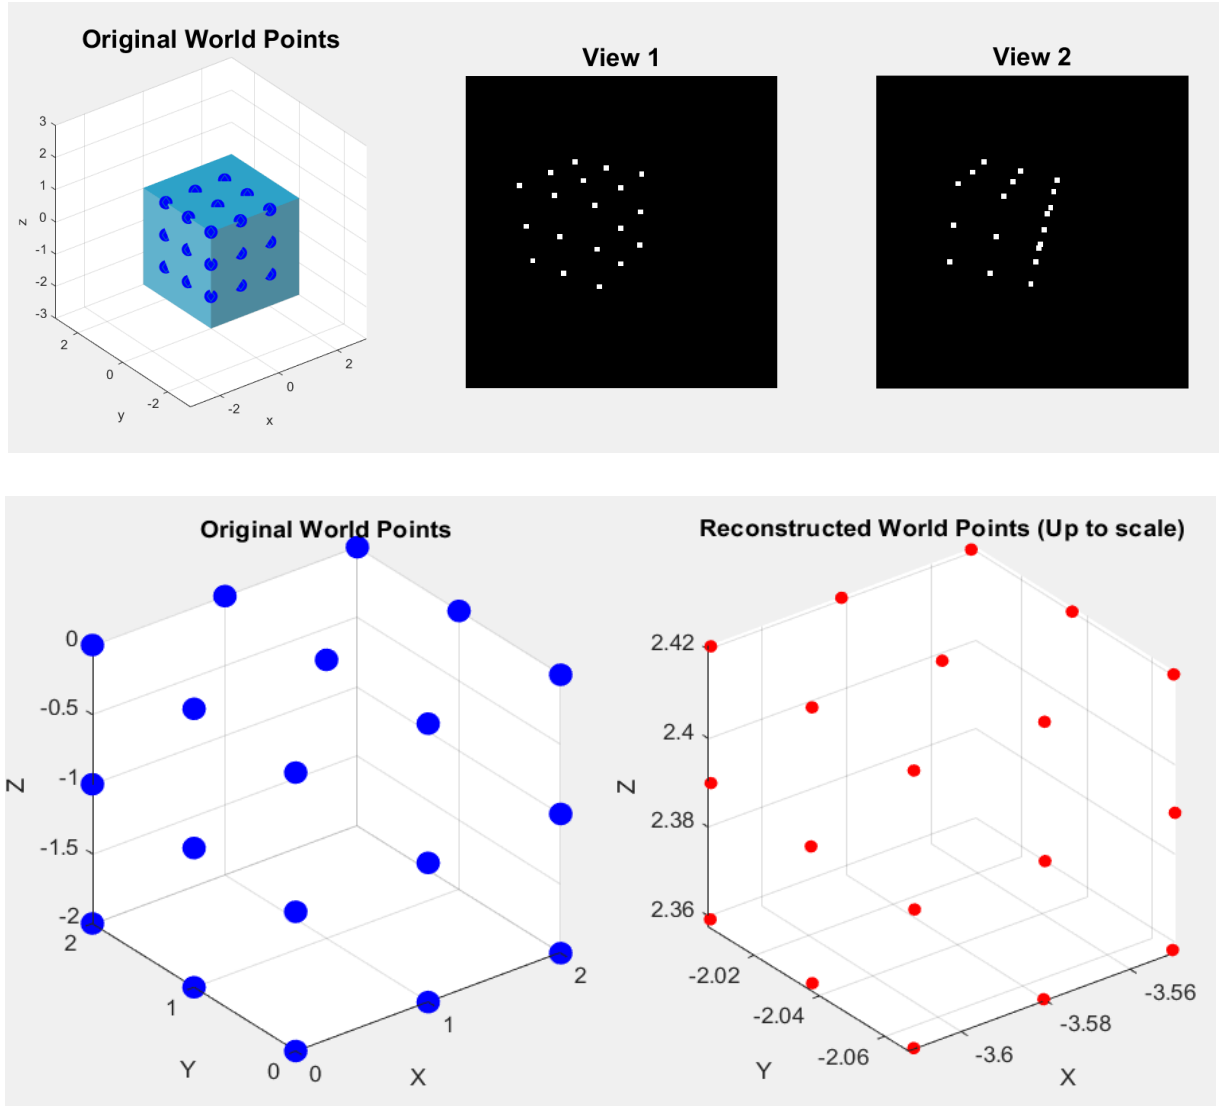 Original World Points
View 1
View 2
3
2
1
0
-1
-2
-3
z
2
0
-2
y
-2
0
2
x
Original World Points
0
-0.5
-1
-1.5
-2
Z
2
1
0
Y
0
1
2
X
Reconstructed World Points (Up to scale)
2.42
2.4
2.38
2.36
Z
-2.02
-2.04
-2.06
Y
-3.6
-3.58
-3.56
X